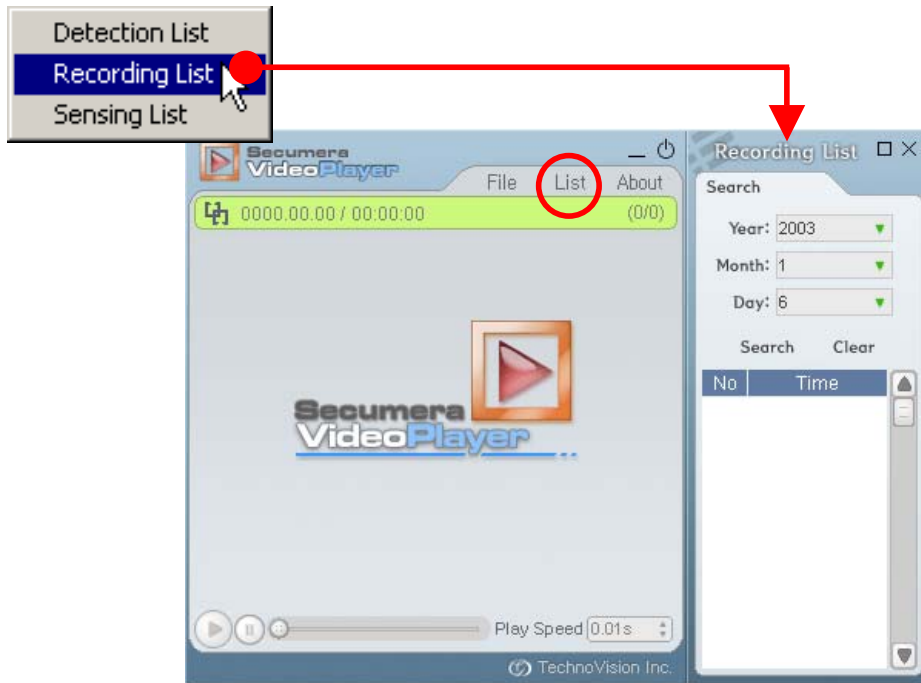 Detection List
Recording List
Sensing List
Secumera
VideoPlayer
File List About
0000.00.00 / 00:00:00 (0/0)
Secumera
VideoPlayer
Play Speed 0.01s
TechnoVision Inc.
Recording List
Search
Year: 2003
Month: 1
Day: 6
Search Clear
No Time